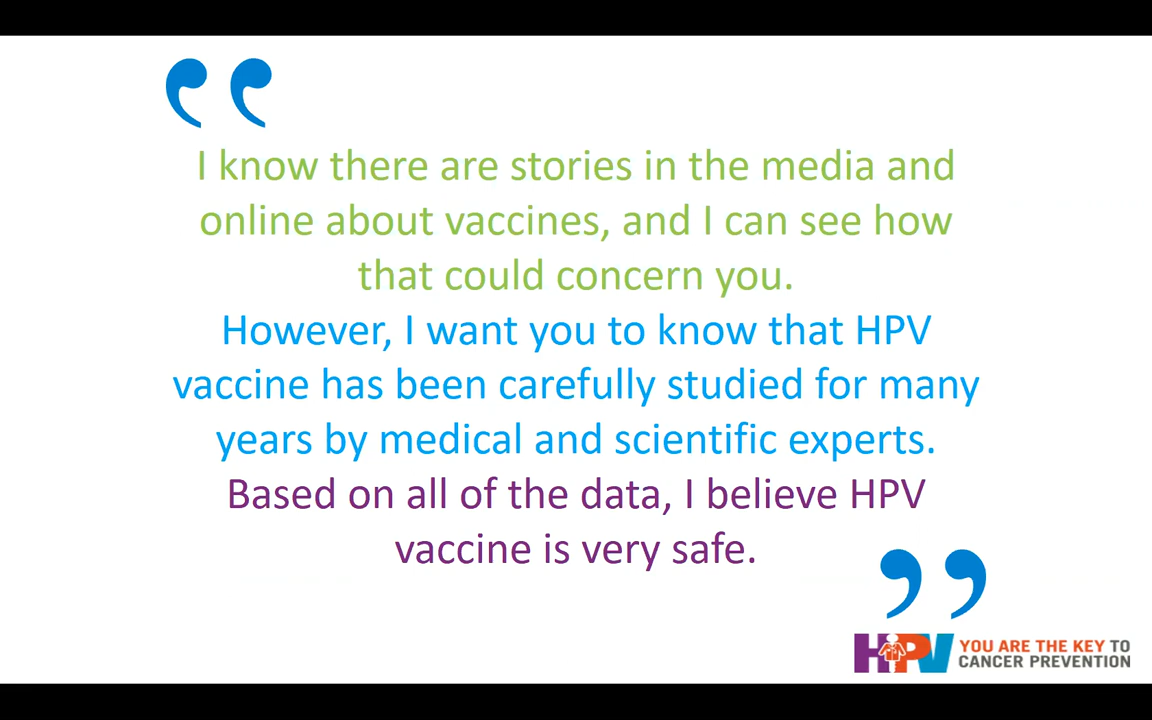 I know there are stories in the media and
online about vaccines, and I can see how
that could concern you.
However, I want you to know that HPV
vaccine has been carefully studied for many
years by medical and scientific experts.
Based on all of the data, I believe HPV
vaccine is very safe.
HPV
YOU ARE THE KEY TO
CANCER PREVENTION